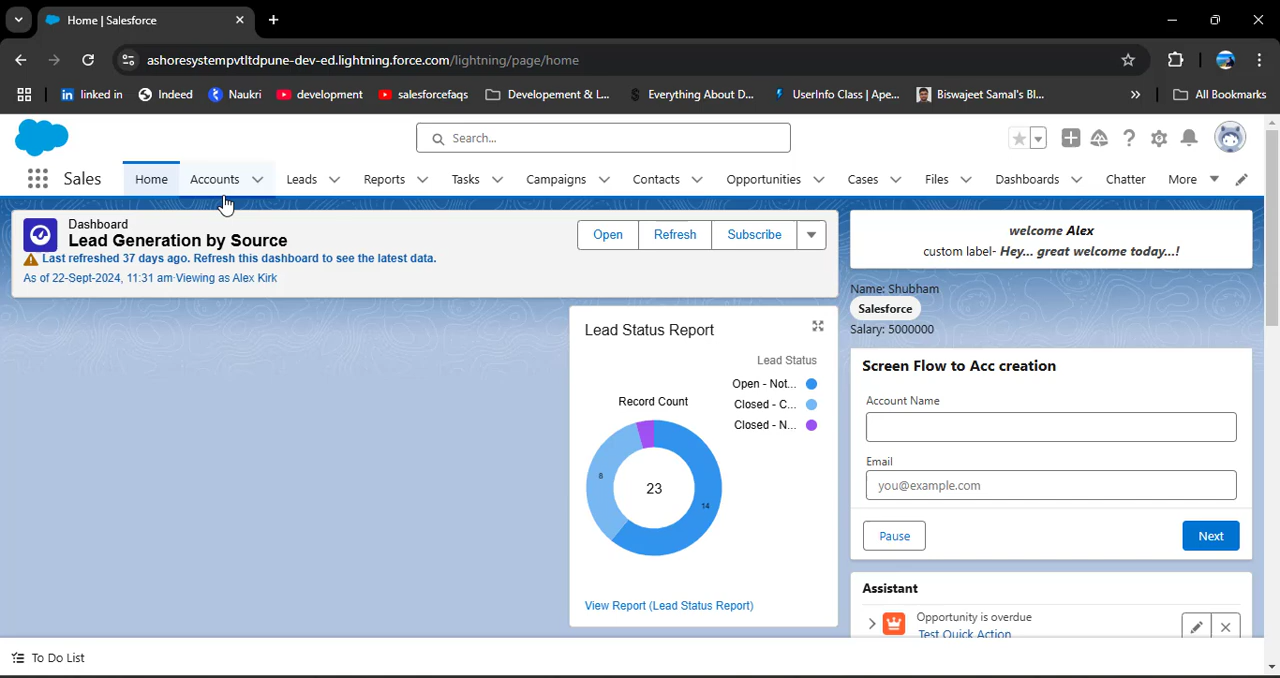 Home | Salesforce
ashoresystempvtltdpune-dev-ed.lightning.force.com/lightning/page/home
linked in Indeed Naukri development salesforcefaqs Developement & L... Everything About D... UserInfo Class | Ape... Biswajeet Samal's Bl... » All Bookmarks
Search...
Sales Home Accounts Leads Reports Tasks Campaigns Contacts Opportunities Cases Files Dashboards Chatter More
Dashboard
Lead Generation by Source
Last refreshed 37 days ago. Refresh this dashboard to see the latest data.
As of 22-Sept-2024, 11:31 am·Viewing as Alex Kirk
Open Refresh Subscribe
Lead Status Report
Lead Status
Open - Not...
Closed - C...
Closed - N...
Record Count
8
23
14
View Report (Lead Status Report)
welcome Alex
custom label- Hey... great welcome today...!
Name: Shubham
Salesforce
Salary: 5000000
Screen Flow to Acc creation
Account Name
Email
you@example.com
Pause Next
Assistant
Opportunity is overdue
Test Quick Action
To Do List